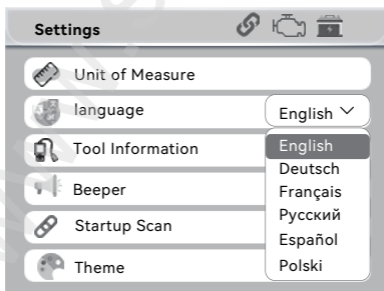 Settings
Unit of Measure
language
English
Tool Information
English
Deutsch
Beeper
Français
Русский
Startup Scan
Español
Theme
Polski